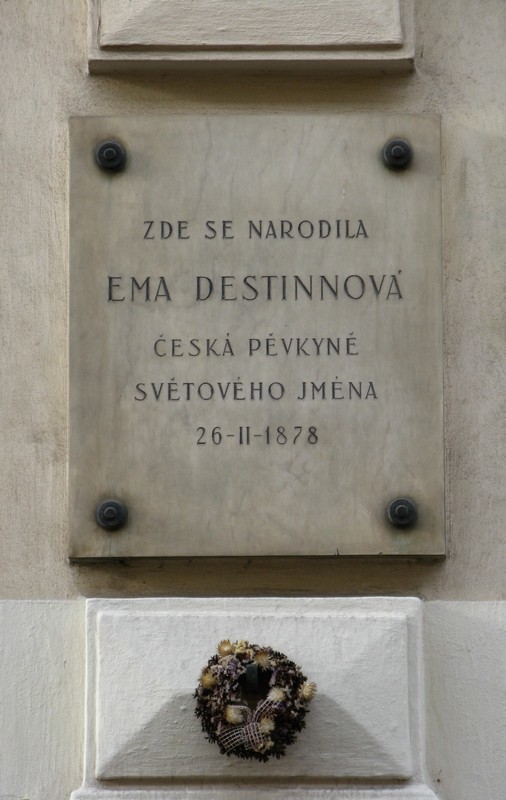 ZDE SE NARODILA
EMA DESTINNOVÁ
ČESKÁ PĚVKYNĚ
SVĚTOVÉHO JMÉNA
26-II-1878